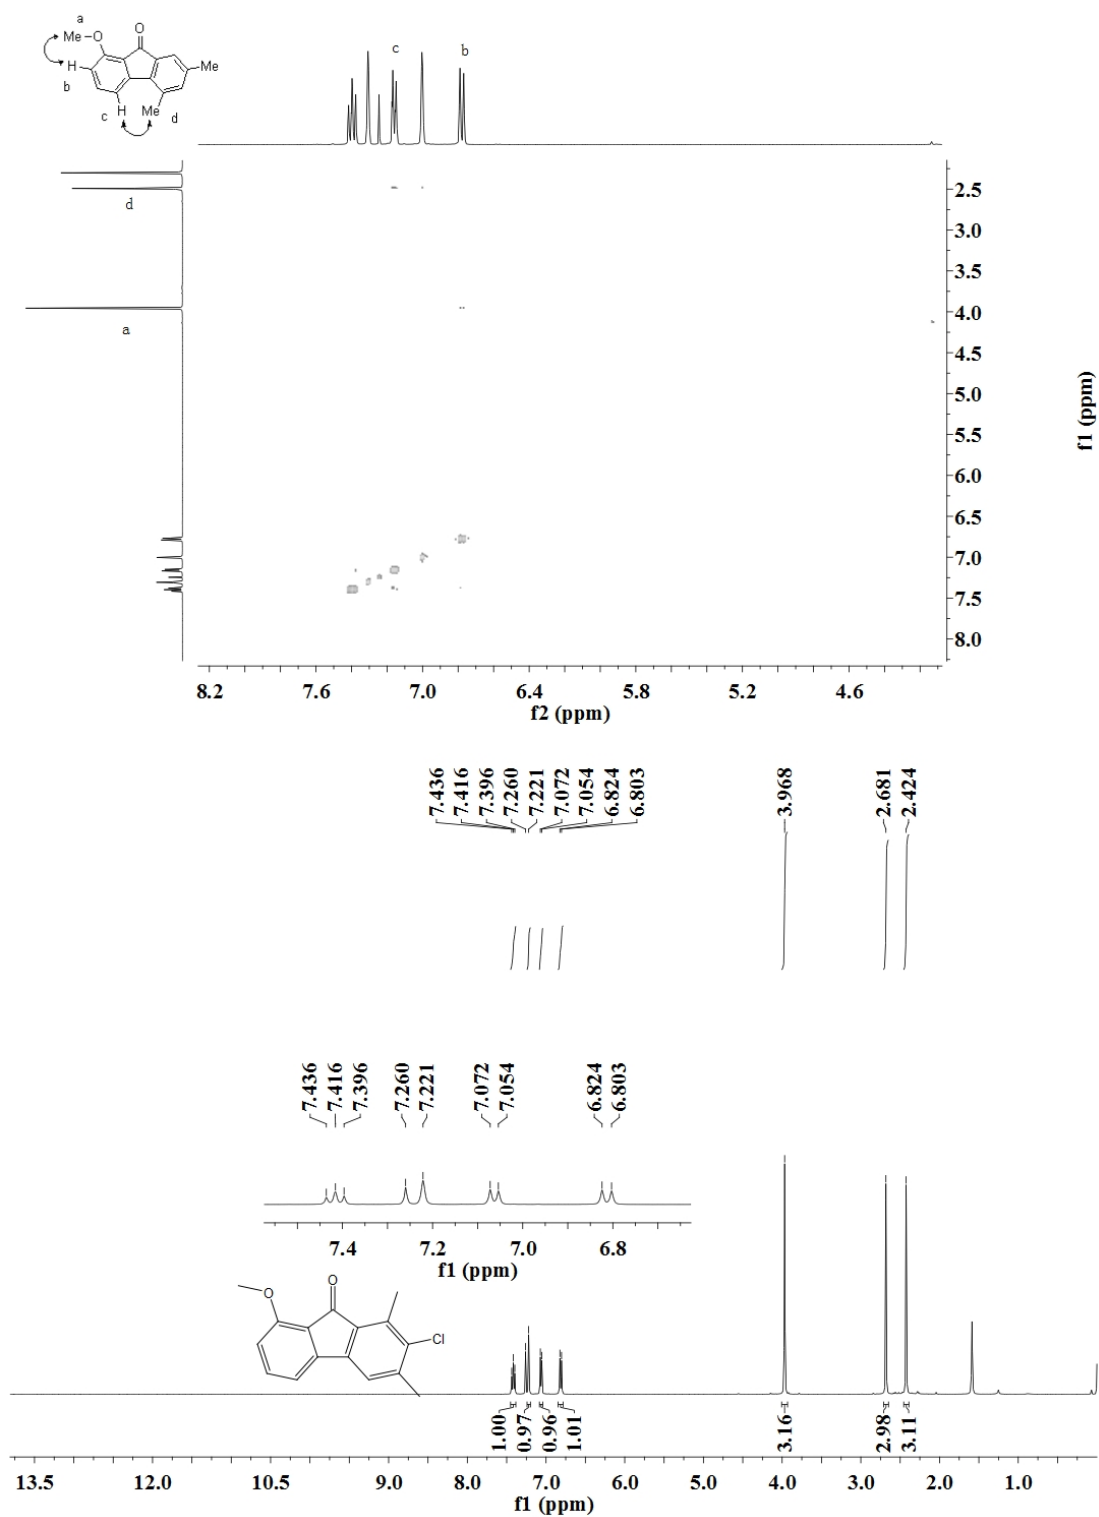 a
Me
O
O
H
Me
b
c
H
Me
d
c
b
d
a
2.5
3.0
3.5
4.0
4.5
5.0
5.5
6.0
6.5
7.0
7.5
8.0
f1 (ppm)
8.2 7.6 7.0 6.4 5.8 5.2 4.6
f2 (ppm)
7.436
7.416
7.396
7.260
7.221
7.072
7.054
6.824
6.803
3.968
2.681
2.424
7.436
7.416
7.396
7.260
7.221
7.072
7.054
6.824
6.803
7.4 7.2 7.0 6.8
f1 (ppm)
O
O
Cl
1.00
0.97
0.96
1.01
3.16
2.98
3.11
13.5 12.0 10.5 9.0 8.0 7.0 6.0 5.0 4.0 3.0 2.0 1.0
f1 (ppm)